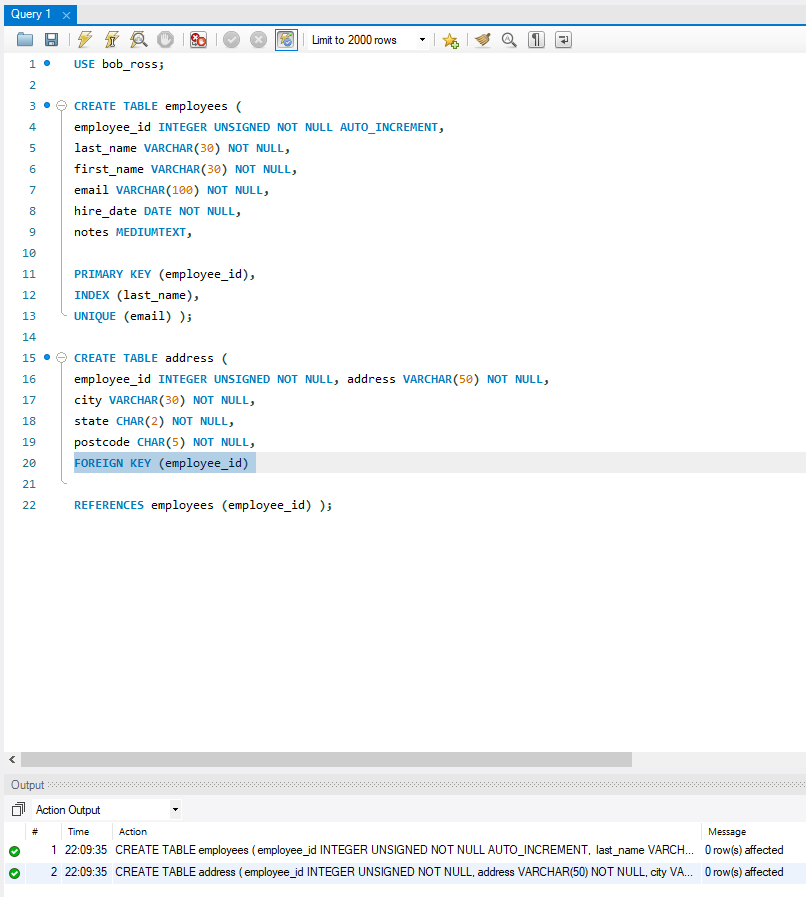 Query 1
Limit to 2000 rows
1 USE bob_ross;
2
3 CREATE TABLE employees (
4 employee_id INTEGER UNSIGNED NOT NULL AUTO_INCREMENT,
5 last_name VARCHAR(30) NOT NULL,
6 first_name VARCHAR(30) NOT NULL,
7 email VARCHAR(100) NOT NULL,
8 hire_date DATE NOT NULL,
9 notes MEDIUMTEXT,
10
11 PRIMARY KEY (employee_id),
12 INDEX (last_name),
13 UNIQUE (email) );
14
15 CREATE TABLE address (
16 employee_id INTEGER UNSIGNED NOT NULL, address VARCHAR(50) NOT NULL,
17 city VARCHAR(30) NOT NULL,
18 state CHAR(2) NOT NULL,
19 postcode CHAR(5) NOT NULL,
20 FOREIGN KEY (employee_id)
21
22 REFERENCES employees (employee_id) );
Output
Action Output
# Time Action Message
1 22:09:35 CREATE TABLE employees ( employee_id INTEGER UNSIGNED NOT NULL AUTO_INCREMENT, last_name VARCH... 0 row(s) affected
2 22:09:35 CREATE TABLE address ( employee_id INTEGER UNSIGNED NOT NULL, address VARCHAR(50) NOT NULL, city VA... 0 row(s) affected